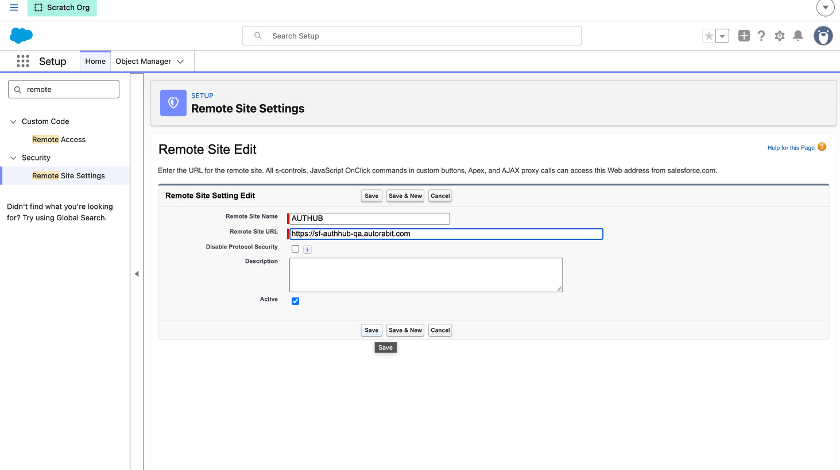 Scratch Org
Search Setup
Setup
Home
Object Manager
remote
Custom Code
Remote Access
Security
Remote Site Settings
Didn't find what you're looking
for? Try using Global Search.
SETUP
Remote Site Settings
Remote Site Edit
Help for this Page
Enter the URL for the remote site. All s-controls, JavaScript OnClick commands in custom buttons, Apex, and AJAX proxy calls can access this Web address from salesforce.com.
Remote Site Setting Edit
Save
Save & New
Cancel
Remote Site Name
AUTHUB
Remote Site URL
https://sf-authhub-qa.autorabit.com
Disable Protocol Security
i
Description
Active
Save
Save & New
Cancel
Save